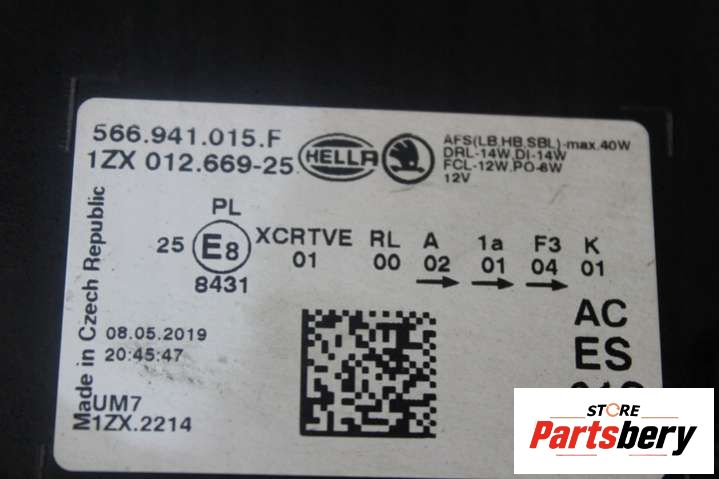 566.941.015.F
1ZX 012.669-25
HELLA
AFS(LB,HB,SBL)-max.40W
DRL-14W,DI-14W
FCL-12W,PO-6W
12V
Made in Czech Republic
PL
25 E8 XCRTVE RL A 1a F3 K
01 00 02 01 04 01
8431
08.05.2019
20:45:47
UM7
1ZX.2214
AC
ES
STORE
Partsbery